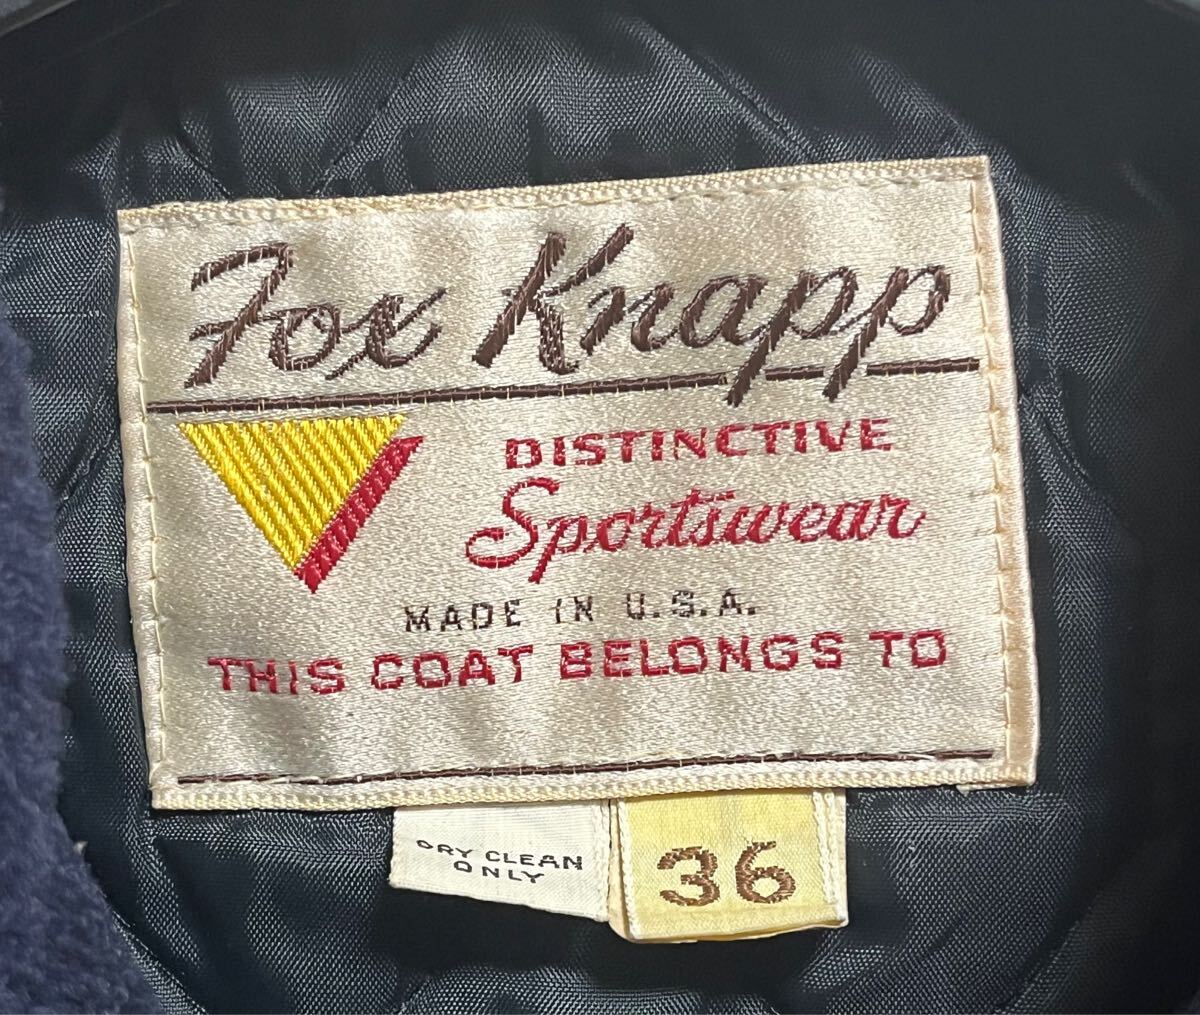 Fox Knapp
DISTINCTIVE
Sportswear
MADE IN U.S.A.
THIS COAT BELONGS TO
DRY CLEAN
ONLY
36